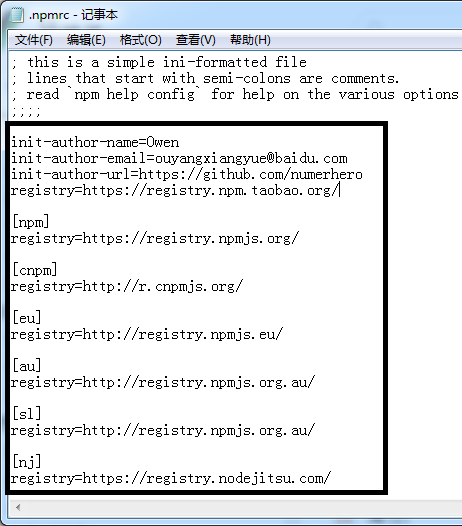 .npmrc - 记事本
文件(F) 编辑(E) 格式(O) 查看(V) 帮助(H)
; this is a simple ini-formatted file
; lines that start with semi-colons are comments.
; read `npm help config` for help on the various options
;;;;
init-author-name=Owen
init-author-email=ouyangxiangyue@baidu.com
init-author-url=https://github.com/numerhero
registry=https://registry.npm.taobao.org/
[npm]
registry=https://registry.npmjs.org/
[cnpm]
registry=http://r.cnpmjs.org/
[eu]
registry=http://registry.npmjs.eu/
[au]
registry=http://registry.npmjs.org.au/
[sl]
registry=http://registry.npmjs.org.au/
[nj]
registry=https://registry.nodejitsu.com/